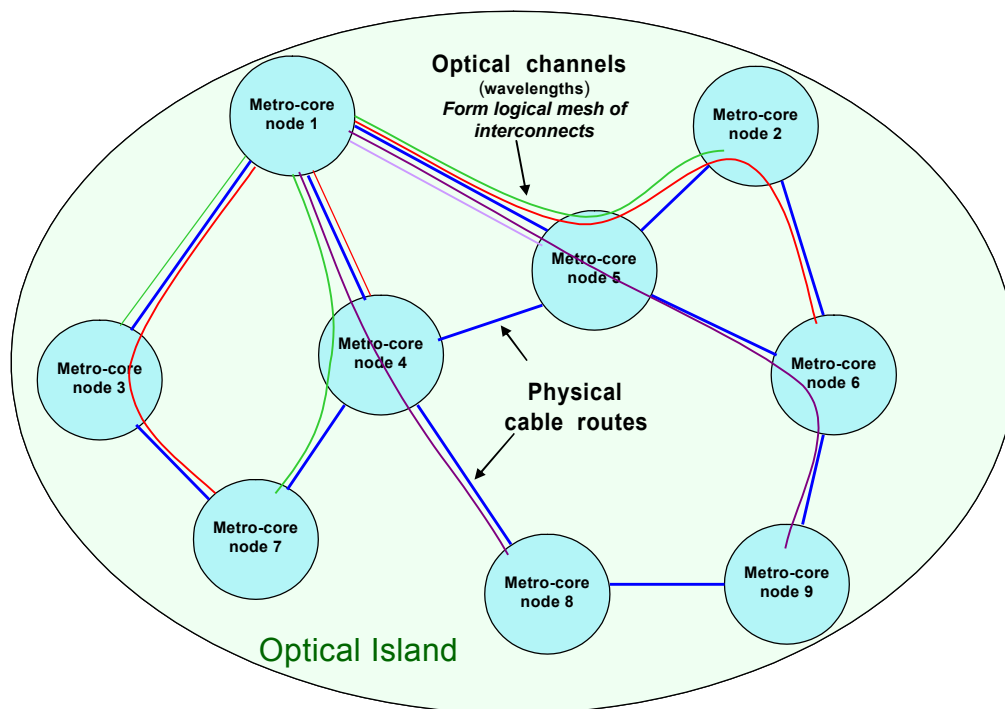 Optical channels
(wavelengths)
Form logical mesh of
interconnects
Metro-core
node 1
Metro-core
node 2
Metro-core
node 5
Metro-core
node 3
Metro-core
node 4
Metro-core
node 6
Physical
cable routes
Metro-core
node 7
Metro-core
node 8
Metro-core
node 9
Optical Island